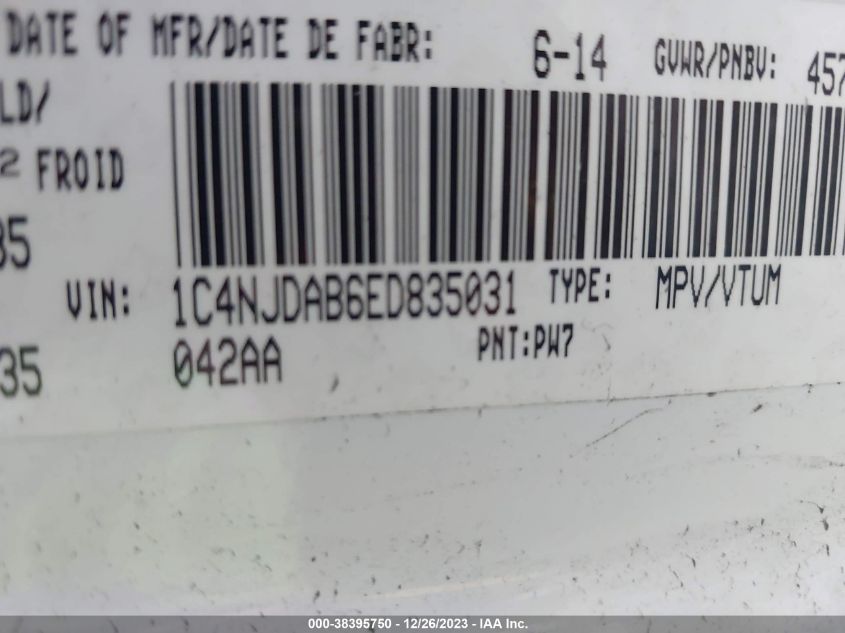 DATE OF MFR/DATE DE FABR: 6-14 GVWR/PNBV: 457
LD/
² FROID
35
VIN: 1C4NJDAB6ED835031 TYPE: MPV/VTUM
35 042AA PNT:PW7
000-38395750 - 12/26/2023 - IAA Inc.